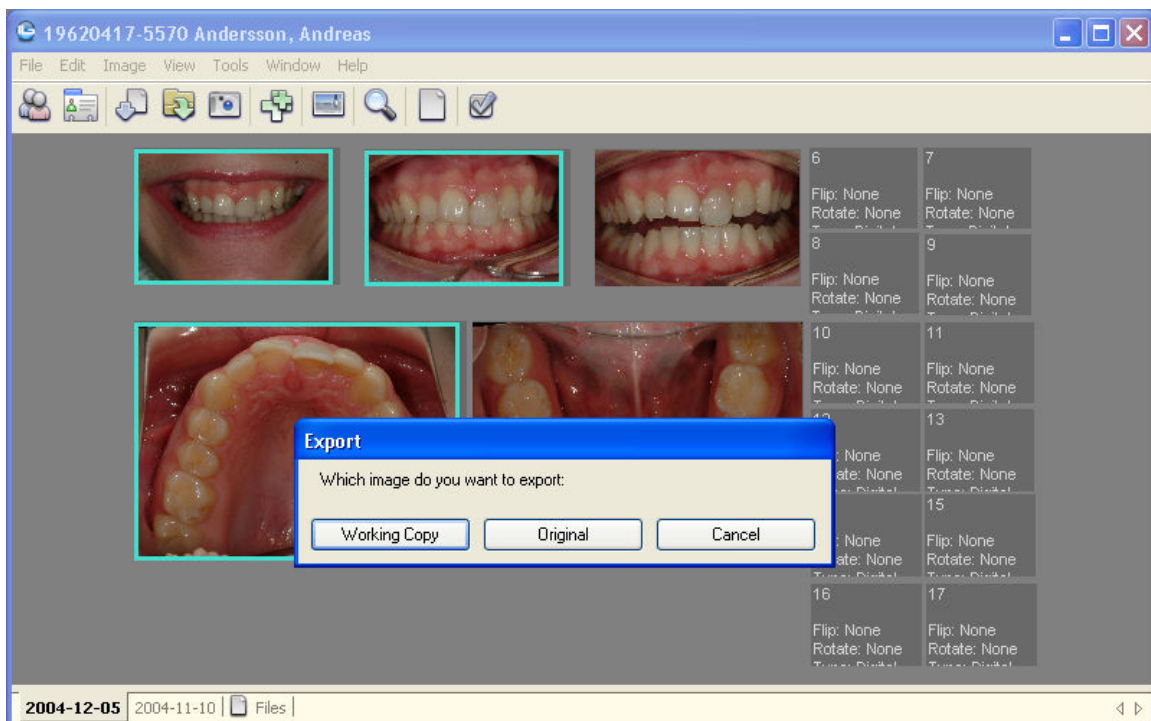 19620417-5570 Andersson, Andreas
File Edit Image View Tools Window Help
6
Flip: None
Rotate: None
7
Flip: None
Rotate: None
8
Flip: None
Rotate: None
9
Flip: None
Rotate: None
10
Flip: None
Rotate: None
11
Flip: None
Rotate: None
None
None
13
Flip: None
Rotate: None
None
15
Flip: None
Rotate: None
16
Flip: None
Rotate: None
17
Flip: None
Rotate: None
Export
Which image do you want to export:
Working Copy Original Cancel
2004-12-05 2004-11-10 Files